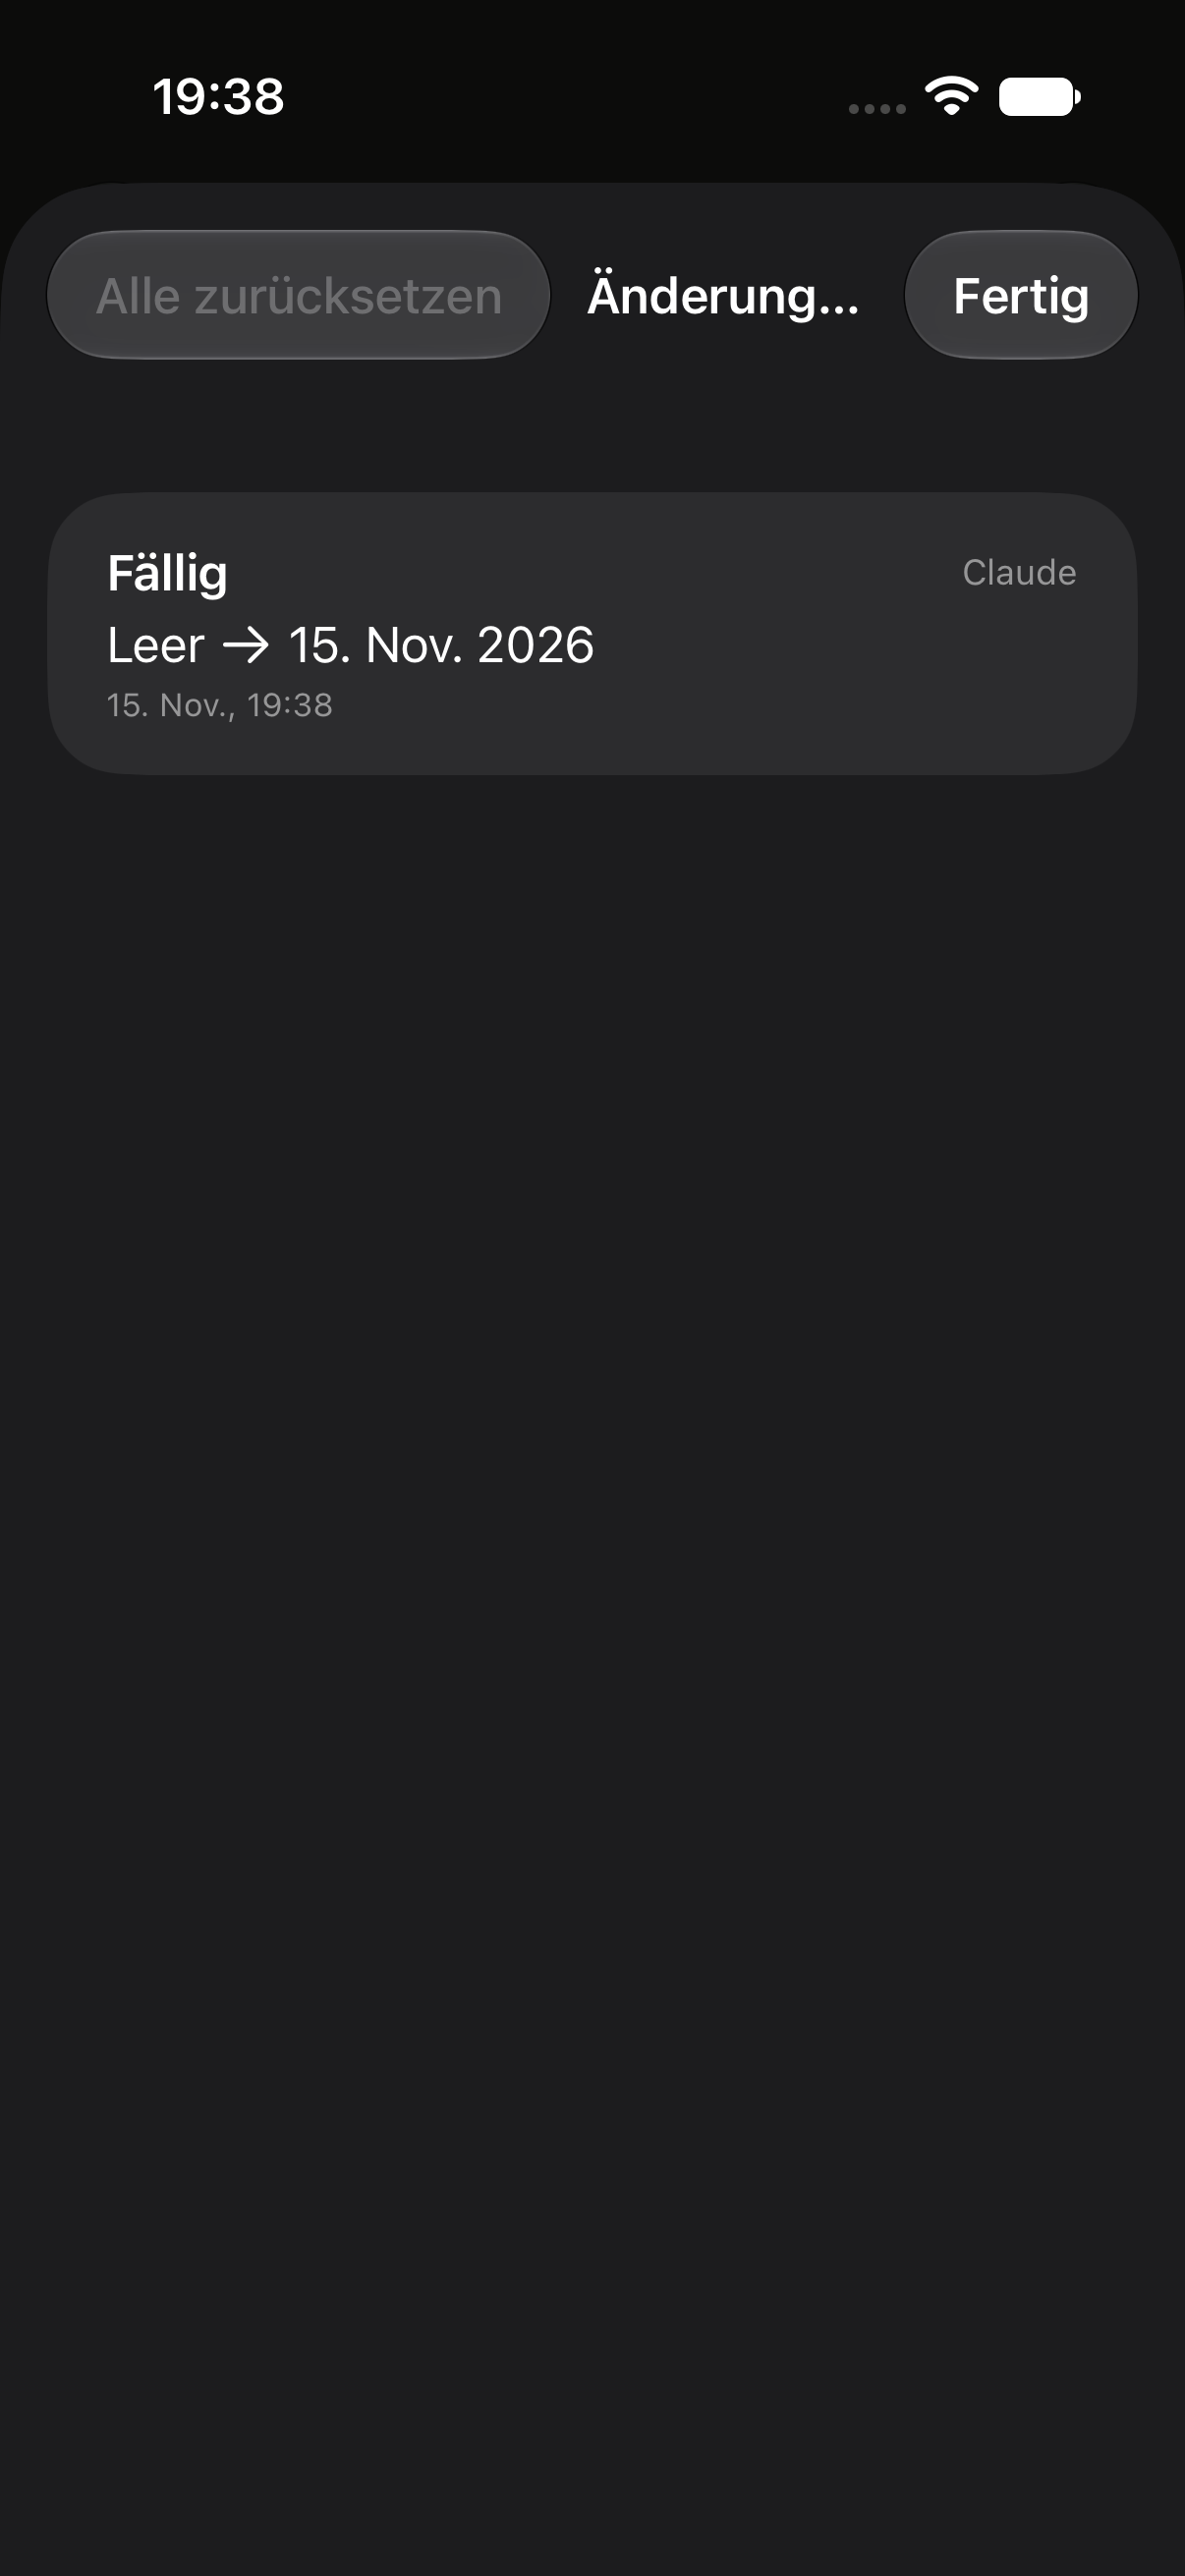 19:38
Alle zurücksetzen
Änderung...
Fertig
Fällig
Claude
Leer → 15. Nov. 2026
15. Nov., 19:38